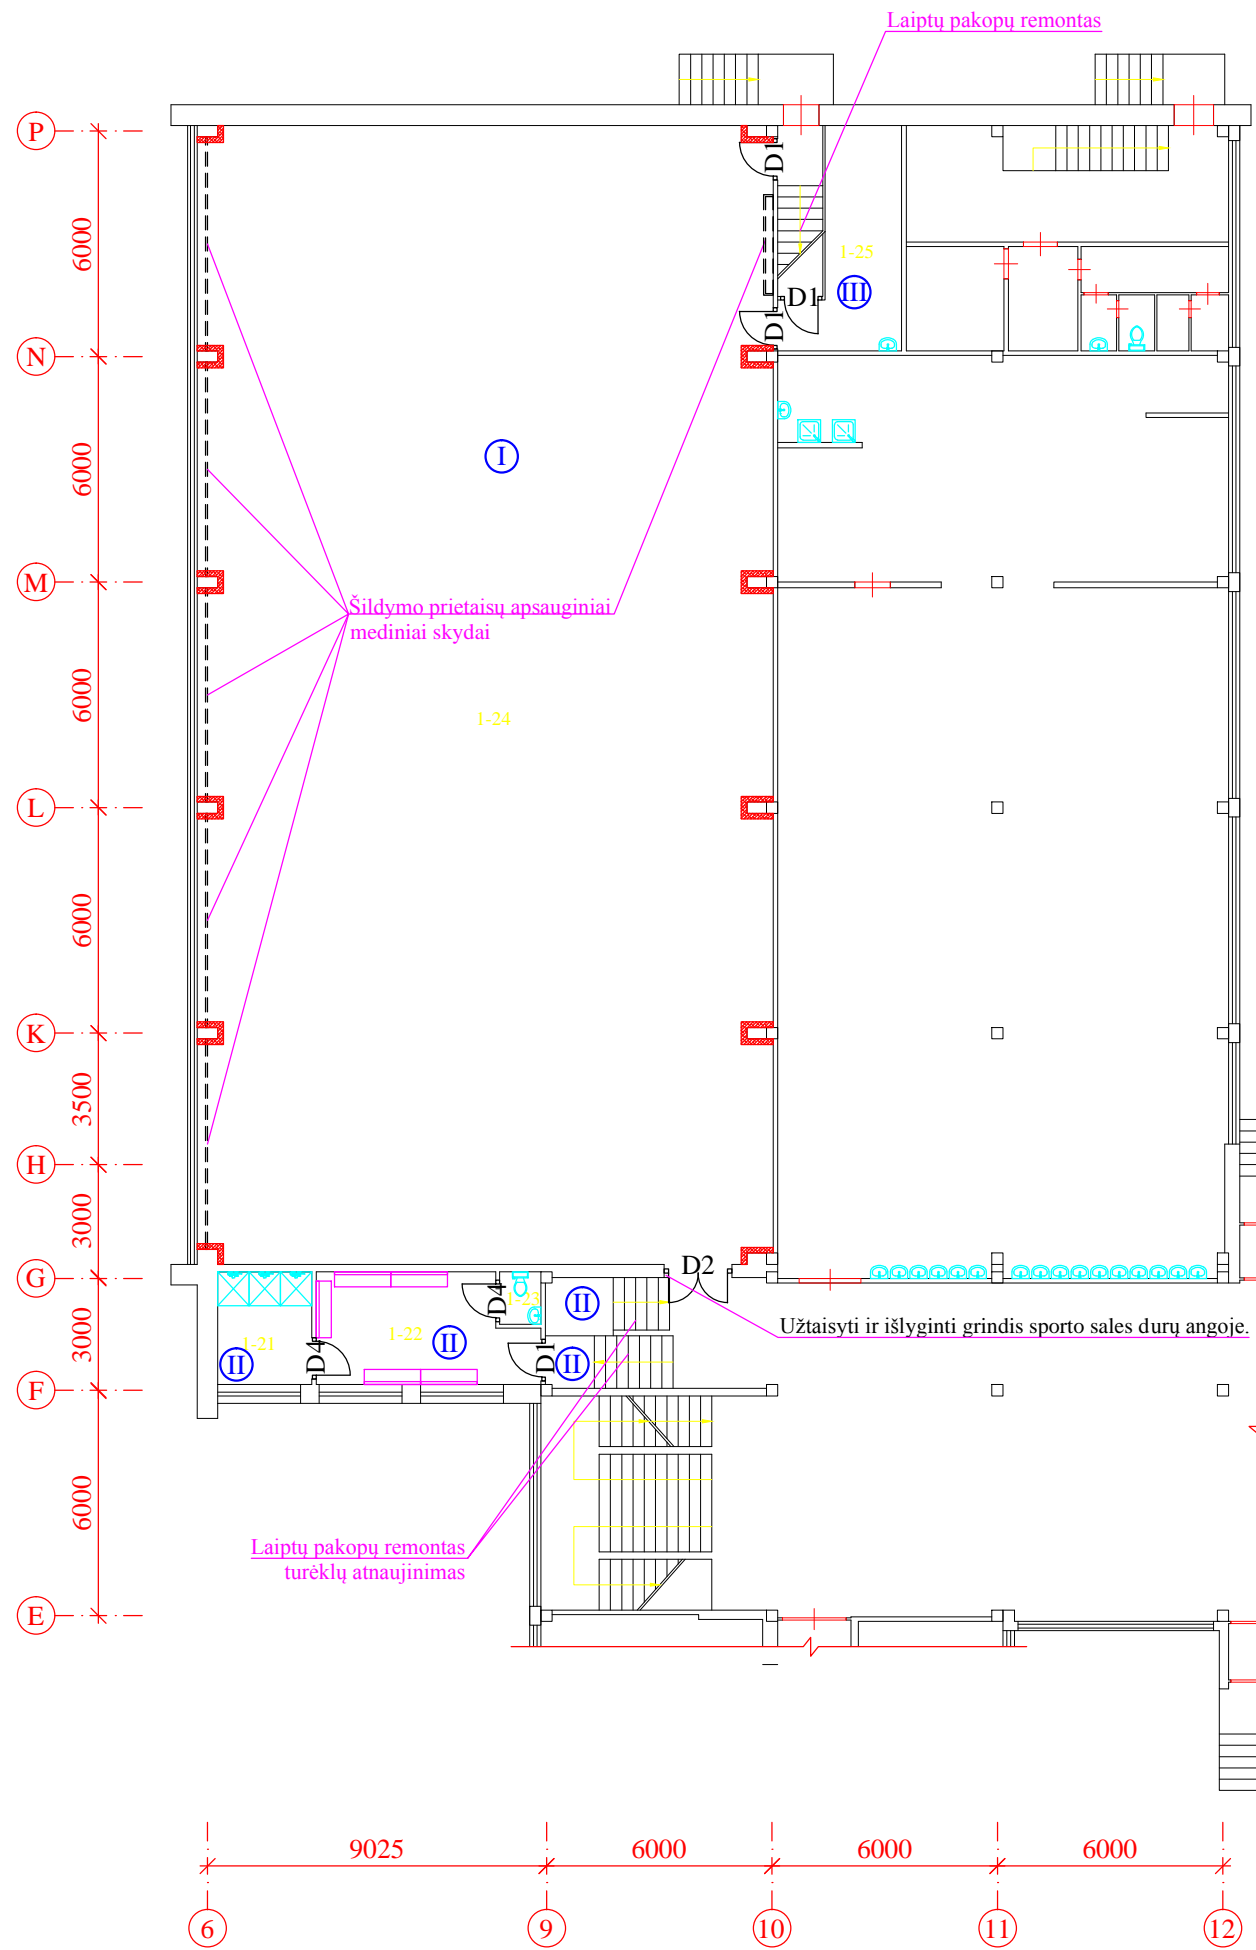 Laiptų pakopų remontas
P
D1
6000
1-25
III
D1
D1
N
I
6000
M
Šildymo prietaisų apsauginiai
mediniai skydai
6000
1-24
L
6000
K
3500
H
3000
G
D2
D4
1-23
II
1-22
II
1-21
II
D4
D1
II
3000
Užtaisyti ir išlyginti grindis sporto sales durų angoje.
F
6000
Laiptų pakopų remontas
turėklų atnaujinimas
E
9025
6000
6000
6000
6
9
10
11
12